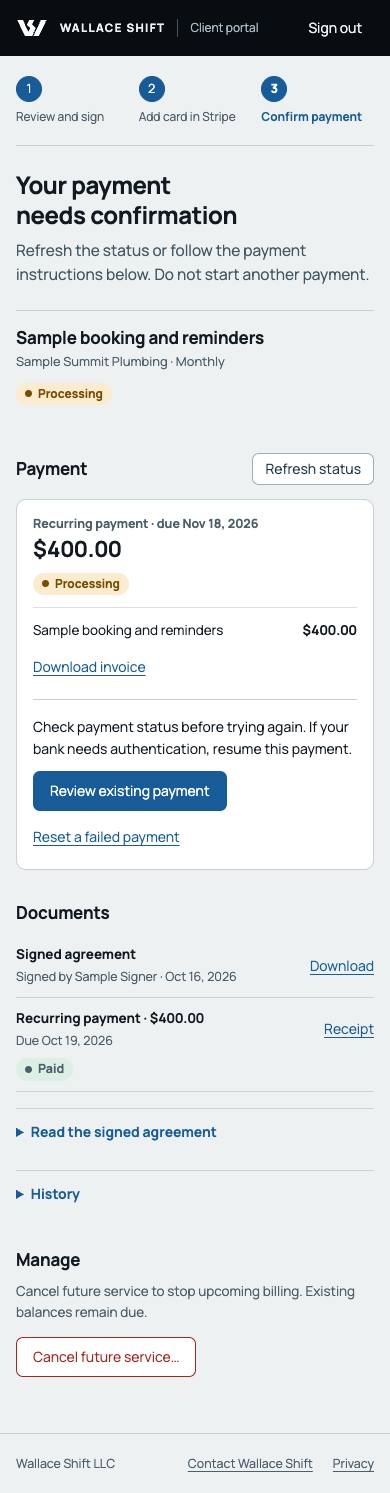 WALLACE SHIFT Client portal Sign out
1 2 3
Review and sign Add card in Stripe Confirm payment
Your payment
needs confirmation
Refresh the status or follow the payment
instructions below. Do not start another payment.
Sample booking and reminders
Sample Summit Plumbing · Monthly
Processing
Payment Refresh status
Recurring payment · due Nov 18, 2026
$400.00
Processing
Sample booking and reminders $400.00
Download invoice
Check payment status before trying again. If your
bank needs authentication, resume this payment.
Review existing payment
Reset a failed payment
Documents
Signed agreement
Signed by Sample Signer · Oct 16, 2026
Download
Recurring payment · $400.00
Due Oct 19, 2026
Receipt
Paid
Read the signed agreement
History
Manage
Cancel future service to stop upcoming billing. Existing
balances remain due.
Cancel future service…
Wallace Shift LLC Contact Wallace Shift Privacy